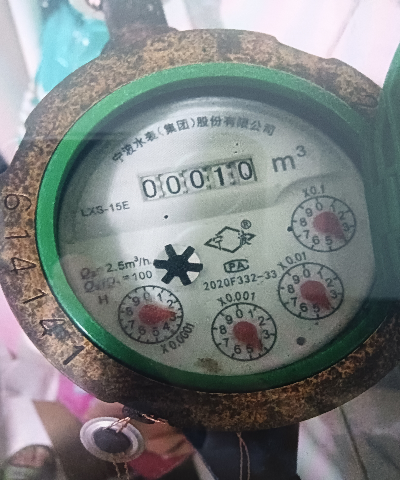 宁波水表(集团)股份有限公司
00010 m³
LXS-15E
X0.1
®
Q₃ 2.5m³/h
Q₃/Q₁=100
H
PA
2020F332-33
X0.01
X0.001
X0.0001
614141